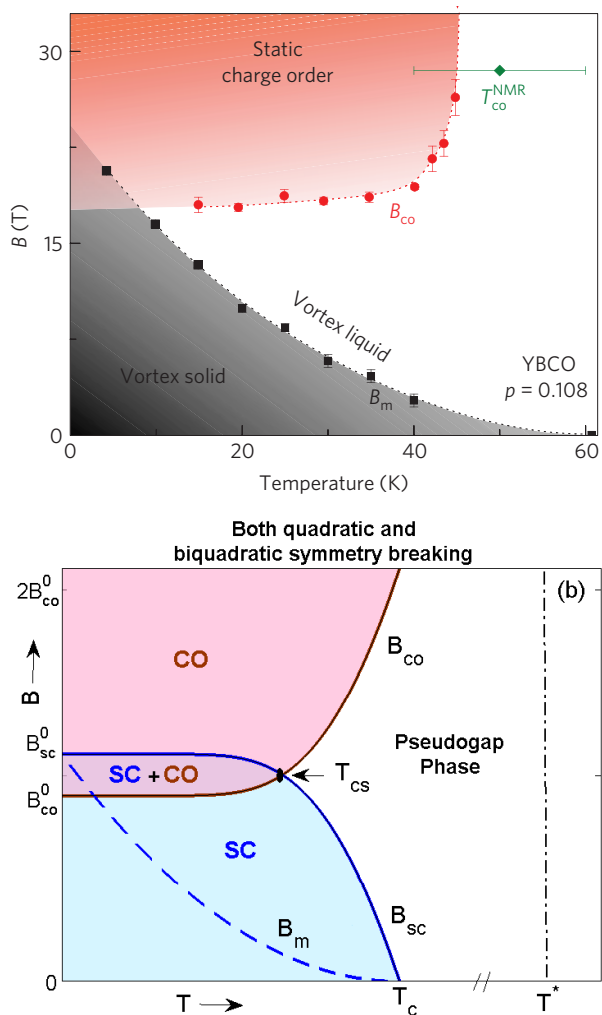 30
Static
charge order
T_co^NMR
B_co
15
B (T)
Vortex liquid
Vortex solid
B_m
YBCO
p = 0.108
0
0
20
40
60
Temperature (K)
Both quadratic and
biquadratic symmetry breaking
2B_co^0
(b)
CO
B_co
B
B_sc^0
Pseudogap
Phase
SC + CO
T_cs
B_co^0
SC
B_sc
B_m
0
T
T_c
//
T^*